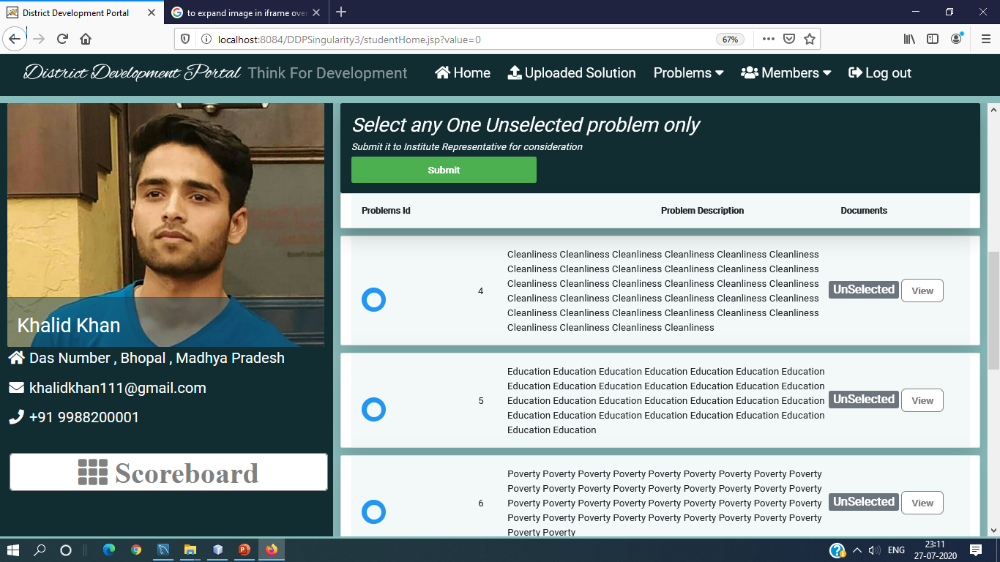 District Development Portal
to expand image in iframe over
localhost:8084/DDPSingularity3/studentHome.jsp?value=0
67%
District Development Portal Think For Development
Home
Uploaded Solution
Problems
Members
Log out
Khalid Khan
Das Number , Bhopal , Madhya Pradesh
khalidkhan111@gmail.com
+91 9988200001
Scoreboard
Select any One Unselected problem only
Submit it to Institute Representative for consideration
Submit
Problems Id Problem Description Documents
Cleanliness Cleanliness Cleanliness Cleanliness Cleanliness Cleanliness
Cleanliness Cleanliness Cleanliness Cleanliness Cleanliness Cleanliness
Cleanliness Cleanliness Cleanliness Cleanliness Cleanliness Cleanliness
4
UnSelected View
Cleanliness Cleanliness Cleanliness Cleanliness Cleanliness Cleanliness
Cleanliness Cleanliness Cleanliness Cleanliness Cleanliness Cleanliness
Cleanliness Cleanliness Cleanliness Cleanliness
Education Education Education Education Education Education Education
Education Education Education Education Education Education Education
5
Education Education Education Education Education Education Education
UnSelected View
Education Education Education Education Education Education Education
Education Education
Poverty Poverty Poverty Poverty Poverty Poverty Poverty Poverty Poverty
Poverty Poverty Poverty Poverty Poverty Poverty Poverty Poverty Poverty
6
Poverty Poverty Poverty Poverty Poverty Poverty Poverty Poverty Poverty
UnSelected View
Poverty Poverty Poverty Poverty Poverty Poverty Poverty Poverty Poverty
Poverty Poverty
ENG
23:11
27-07-2020